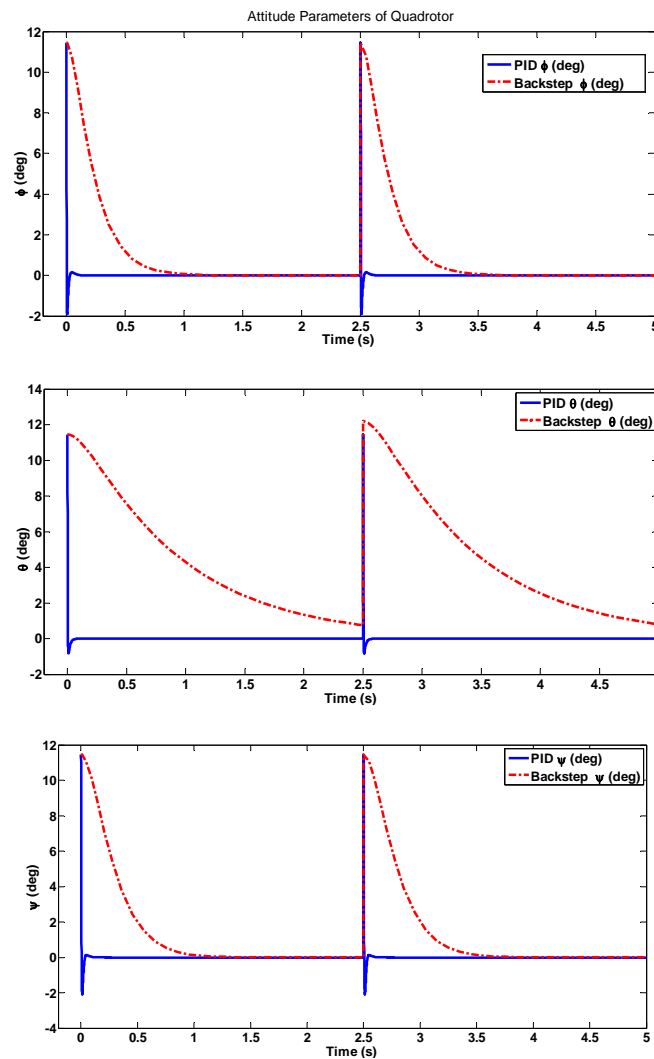 Attitude Parameters of Quadrotor
12
10
8
6
4
2
0
-2
ϕ (deg)
PID ϕ (deg)
Backstep ϕ (deg)
0 0.5 1 1.5 2 2.5 3 3.5 4 4.5 5
Time (s)
14
12
10
8
6
4
2
0
-2
θ (deg)
PID θ (deg)
Backstep θ (deg)
0 0.5 1 1.5 2 2.5 3 3.5 4 4.5
Time (s)
12
10
8
6
4
2
0
-2
-4
ψ (deg)
PID ψ (deg)
Backstep ψ (deg)
0 0.5 1 1.5 2 2.5 3 3.5 4 4.5 5
Time (s)